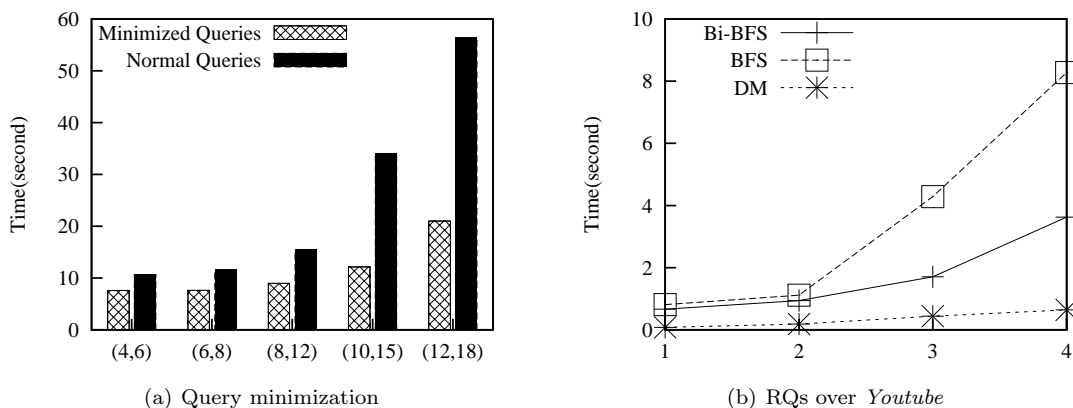 60
50
40
30
20
10
0
Time(second)
Minimized Queries
Normal Queries
(4,6) (6,8) (8,12) (10,15) (12,18)
(a) Query minimization
10
8
6
4
2
0
Time(second)
Bi-BFS
BFS
DM
1 2 3 4
(b) RQs over Youtube